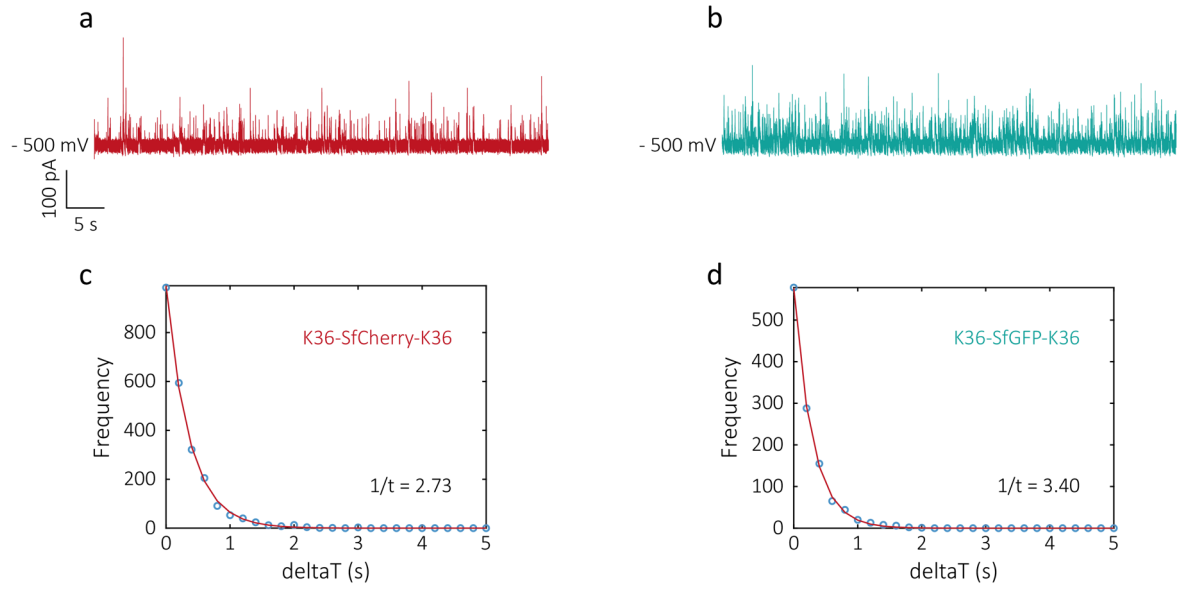 a
b
- 500 mV
- 500 mV
100 pA
5 s
c
d
K36-SfCherry-K36
K36-SfGFP-K36
800
600
400
200
0
500
400
300
200
100
0
Frequency
Frequency
1/t = 2.73
1/t = 3.40
0 1 2 3 4 5
0 1 2 3 4 5
deltaT (s)
deltaT (s)